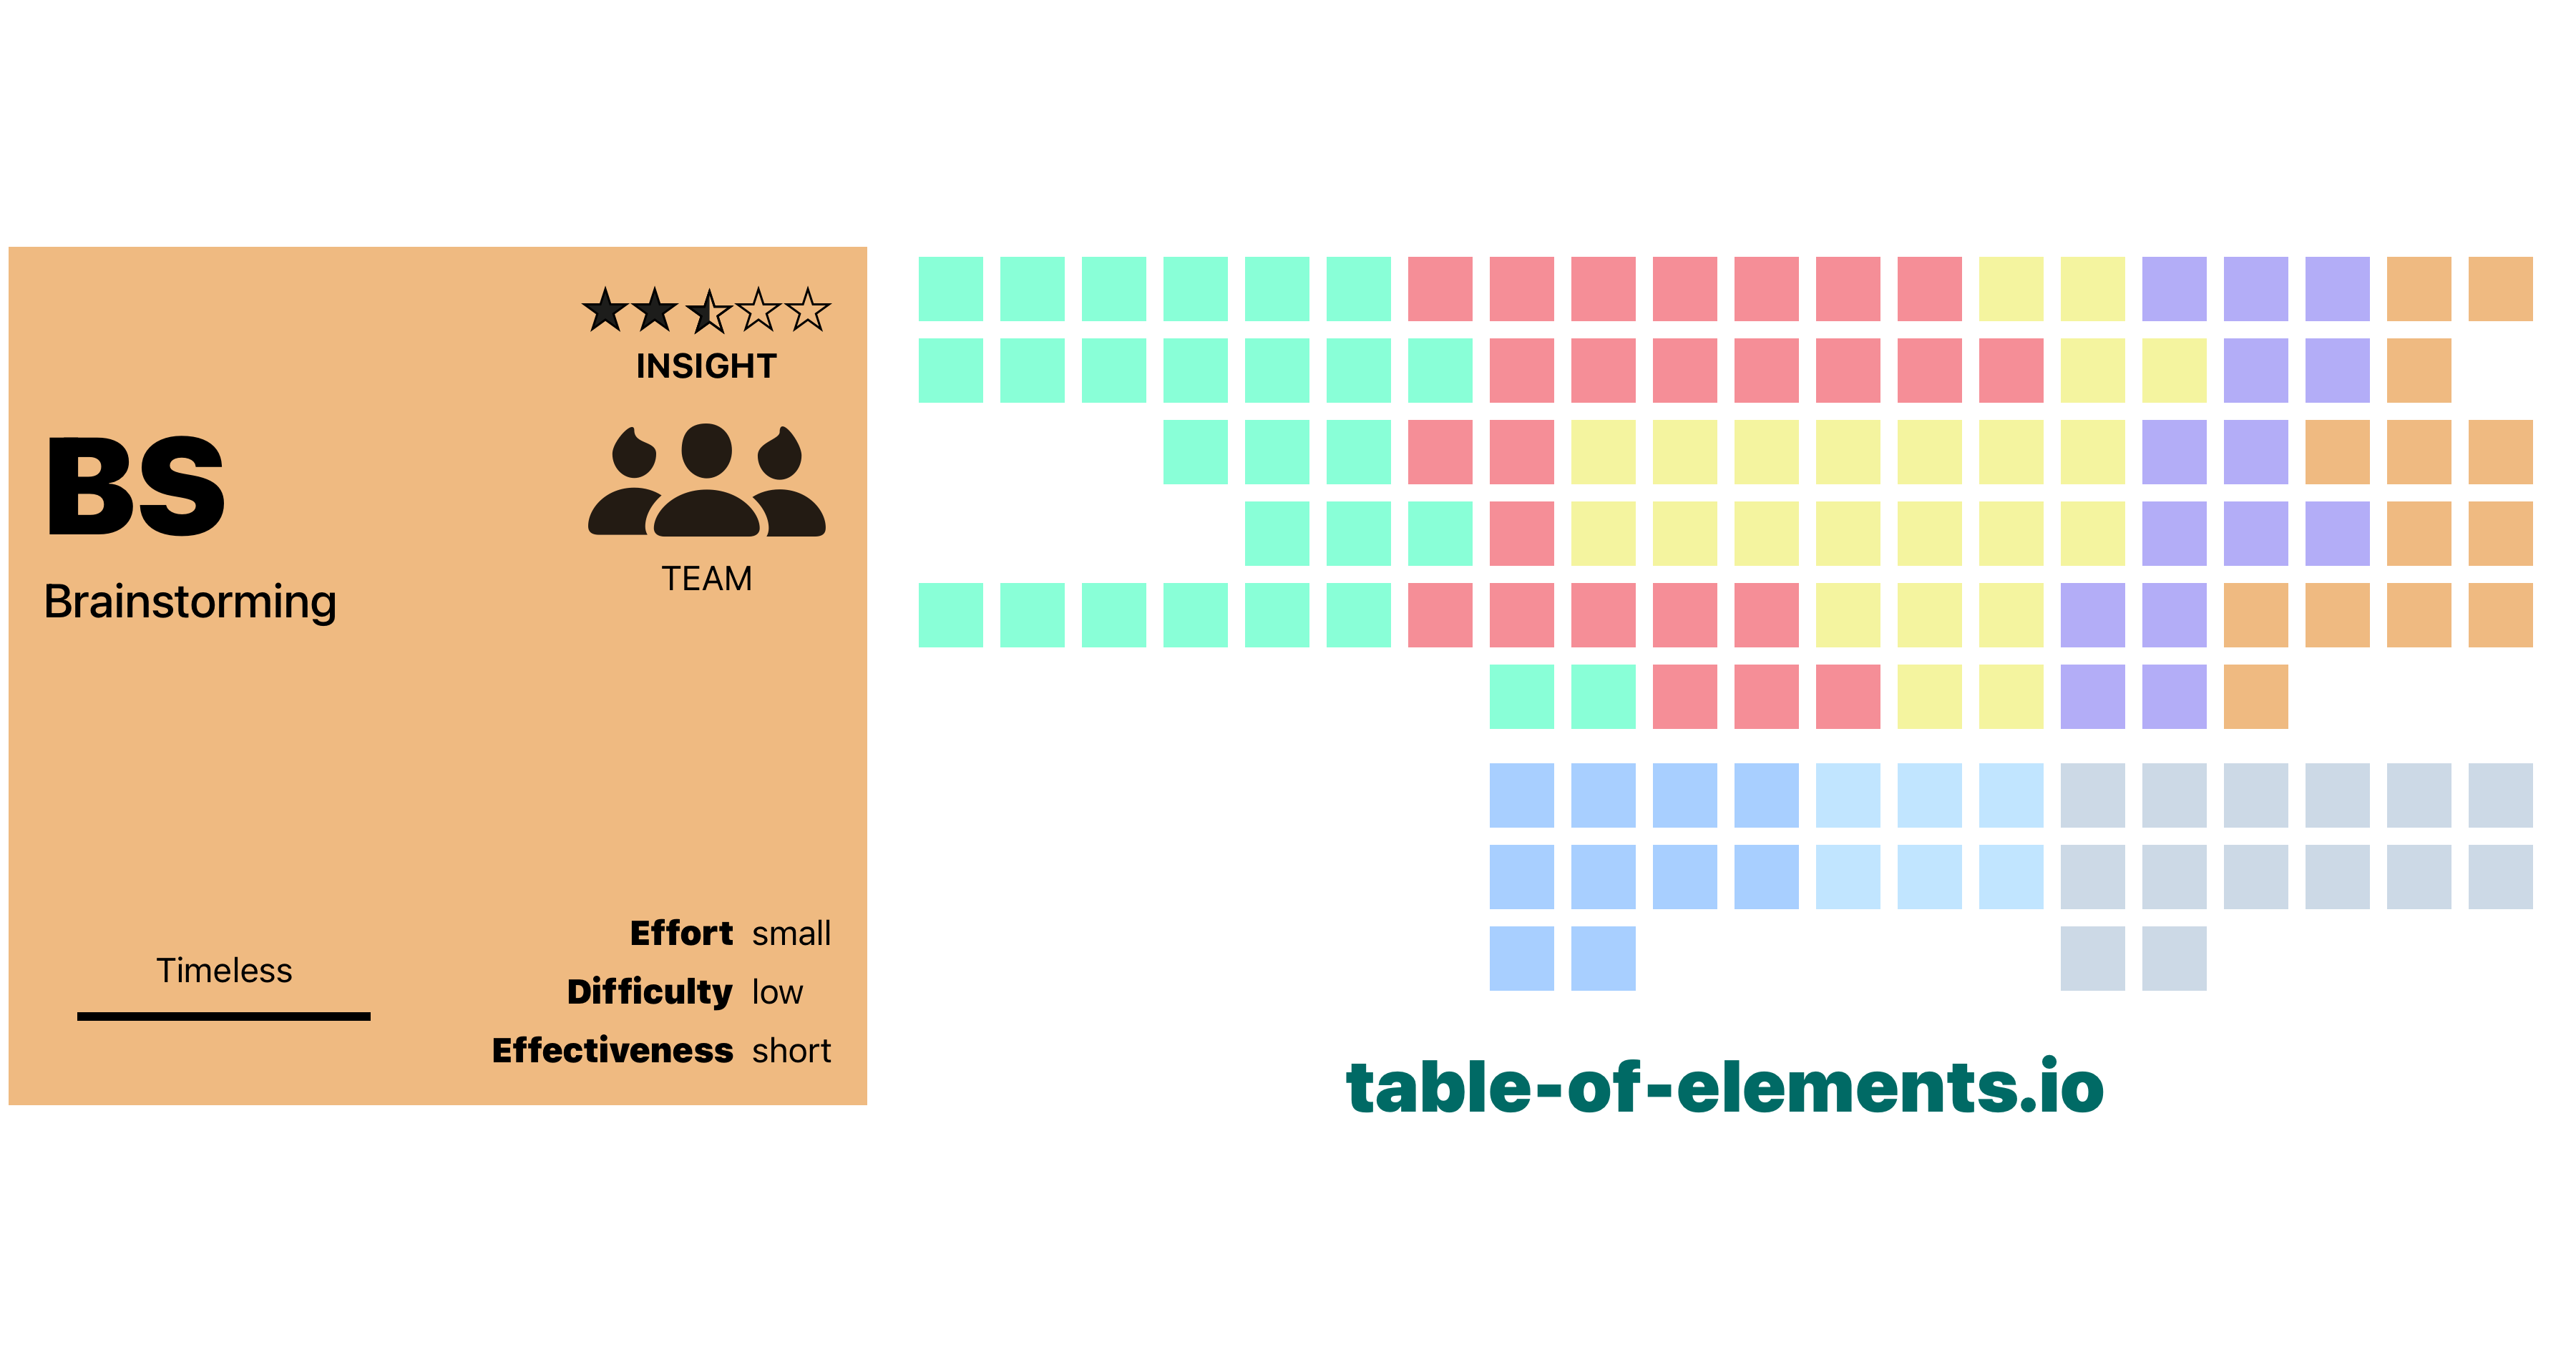 INSIGHT
BS
Brainstorming
TEAM
Timeless
Effort small
Difficulty low
Effectiveness short
table-of-elements.io